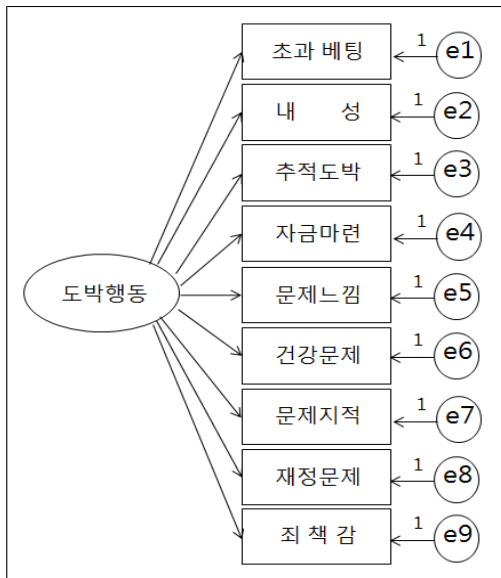 초과 베팅
1
e1
내 성
1
e2
추적도박
1
e3
자금마련
1
e4
도박행동
문제느낌
1
e5
건강문제
1
e6
문제지적
1
e7
재정문제
1
e8
죄 책 감
1
e9